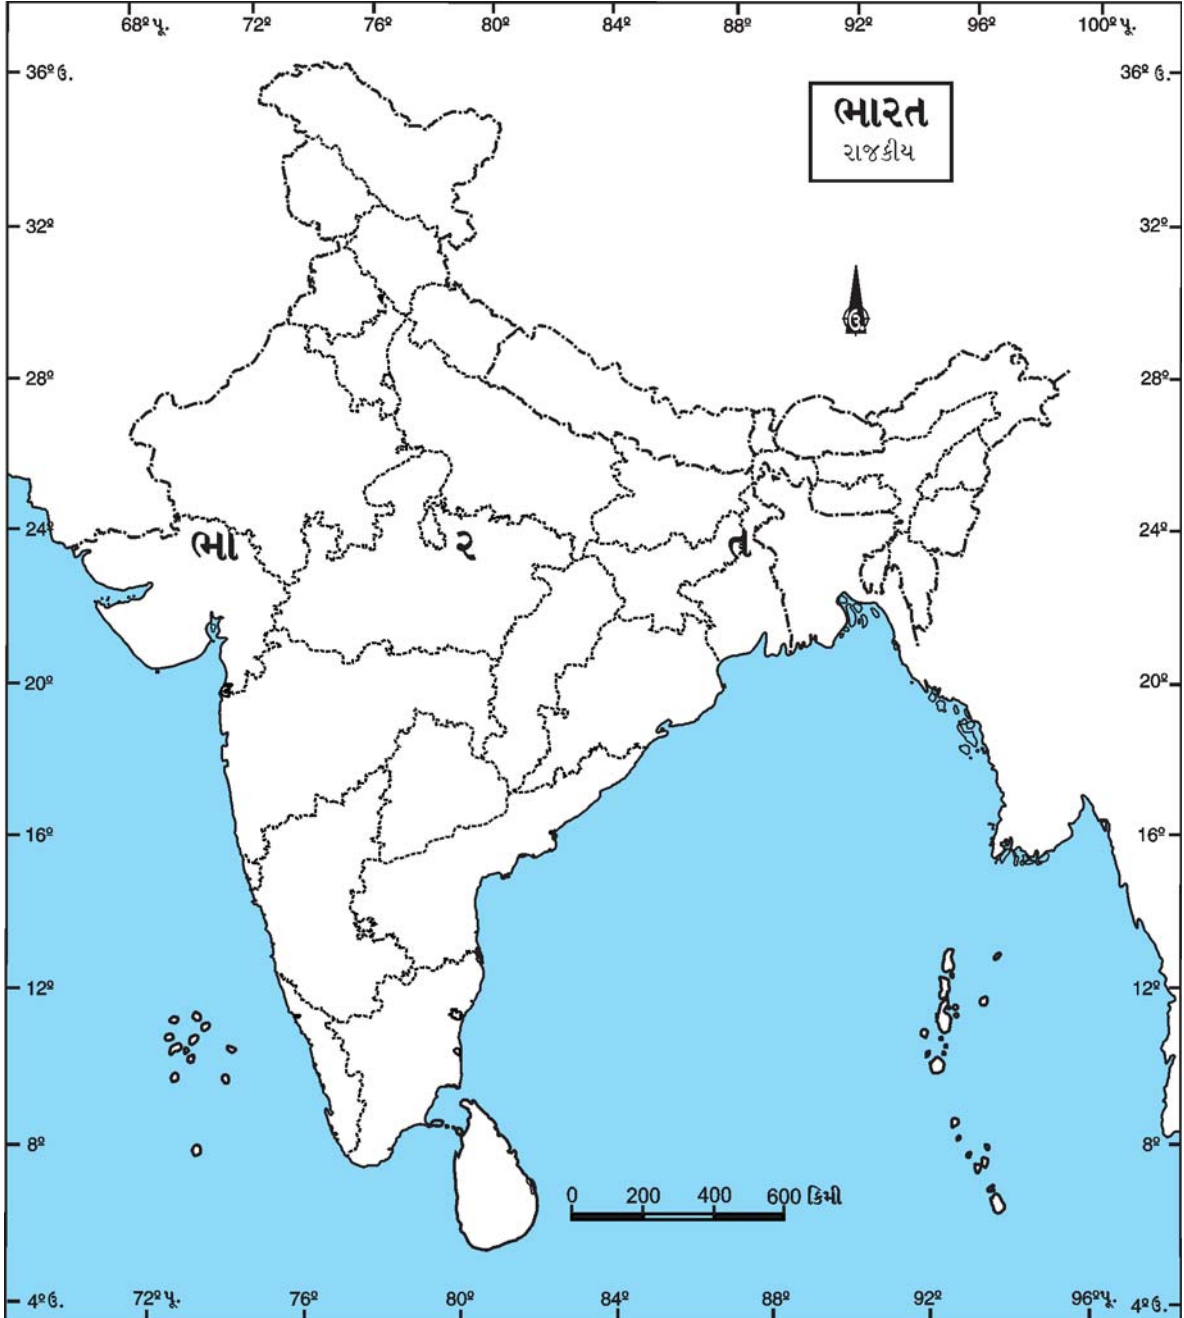 68º પૂ. 72º 76º 80º 84º 88º 92º 96º 100º પૂ.
36º ઉ. 36º ઉ.
ભારત
રાજકીય
32º 32º
ઉ
28º 28º
24º 24º
ભા ર ત
20º 20º
16º 16º
12º 12º
8º 8º
0 200 400 600 કિમી
4º ઉ. 4º ઉ.
72º પૂ. 76º 80º 84º 88º 92º 96º પૂ.